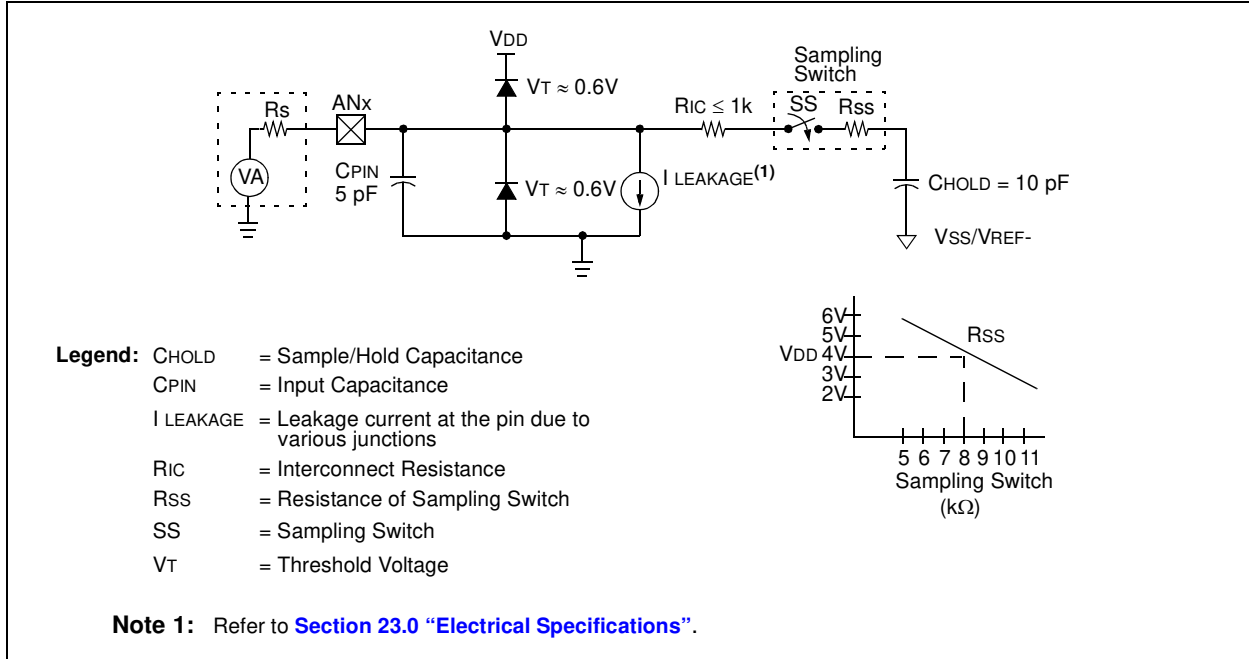 VDD
Sampling
Switch
VT ≈ 0.6V
RIC ≤ 1k
SS
Rss
Rs
ANx
VA
CPIN
5 pF
VT ≈ 0.6V
I LEAKAGE(1)
CHOLD = 10 pF
VSS/VREF-
6V
5V
VDD 4V
3V
2V
RSS
5 6 7 8 9 10 11
Sampling Switch
(kΩ)
Legend: CHOLD = Sample/Hold Capacitance
CPIN = Input Capacitance
I LEAKAGE = Leakage current at the pin due to
various junctions
RIC = Interconnect Resistance
RSS = Resistance of Sampling Switch
SS = Sampling Switch
VT = Threshold Voltage
Note 1: Refer to Section 23.0 “Electrical Specifications”.